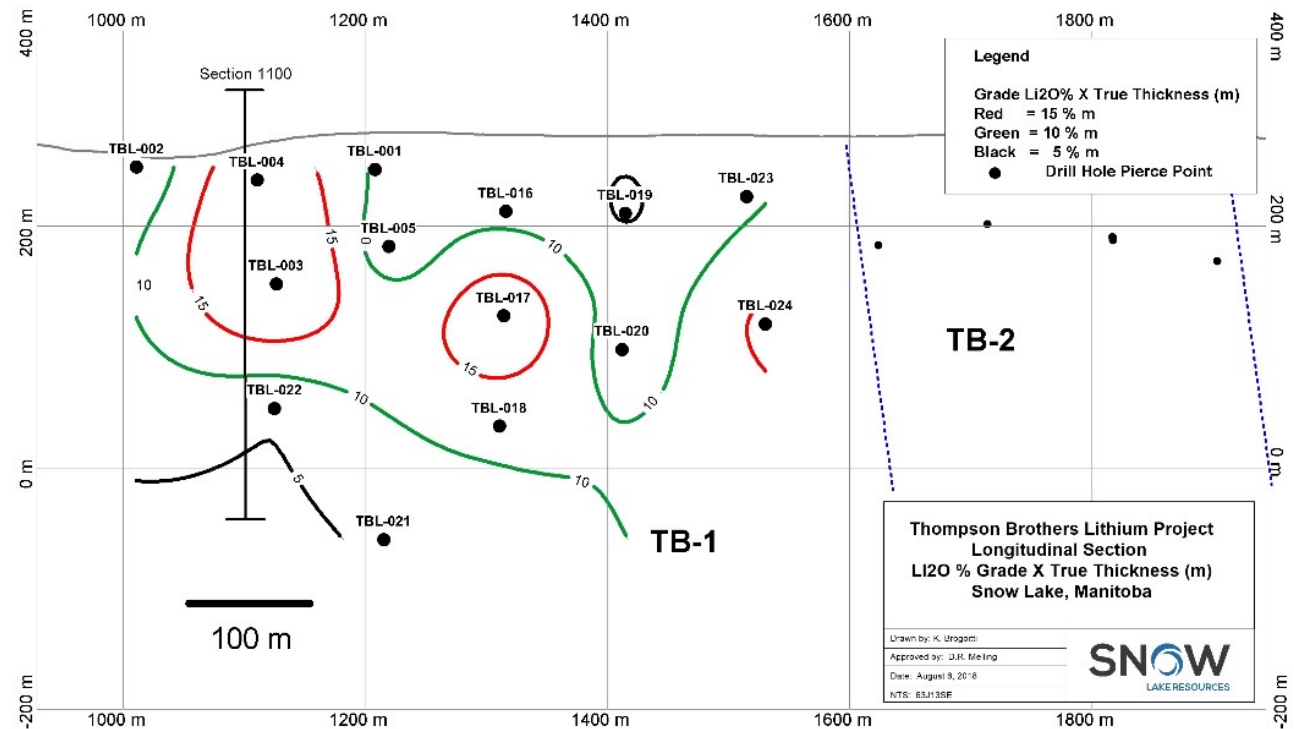 1000 m
1200 m
1400 m
1600 m
1800 m
400 m
400 m
Section 1100
Legend
Grade Li2O% X True Thickness (m)
Red = 15 % m
Green = 10 % m
Black = 5 % m
Drill Hole Pierce Point
TBL-002
TBL-004
TBL-001
TBL-016
TBL-019
TBL-023
200 m
200 m
TBL-005
15
0
10
TBL-003
10
15
TBL-017
TBL-024
TBL-020
TB-2
15
TBL-022
10
10
TBL-018
0 m
0 m
5
10
TBL-021
TB-1
100 m
Thompson Brothers Lithium Project
Longitudinal Section
LI2O % Grade X True Thickness (m)
Snow Lake, Manitoba
Drawn by: K. Brogortti
Approved by: D.R. Meiling
Date: August 8, 2018
NTS: 63J13SE
SNOW
LAKE RESOURCES
-200 m
-200 m
1000 m
1200 m
1400 m
1600 m
1800 m